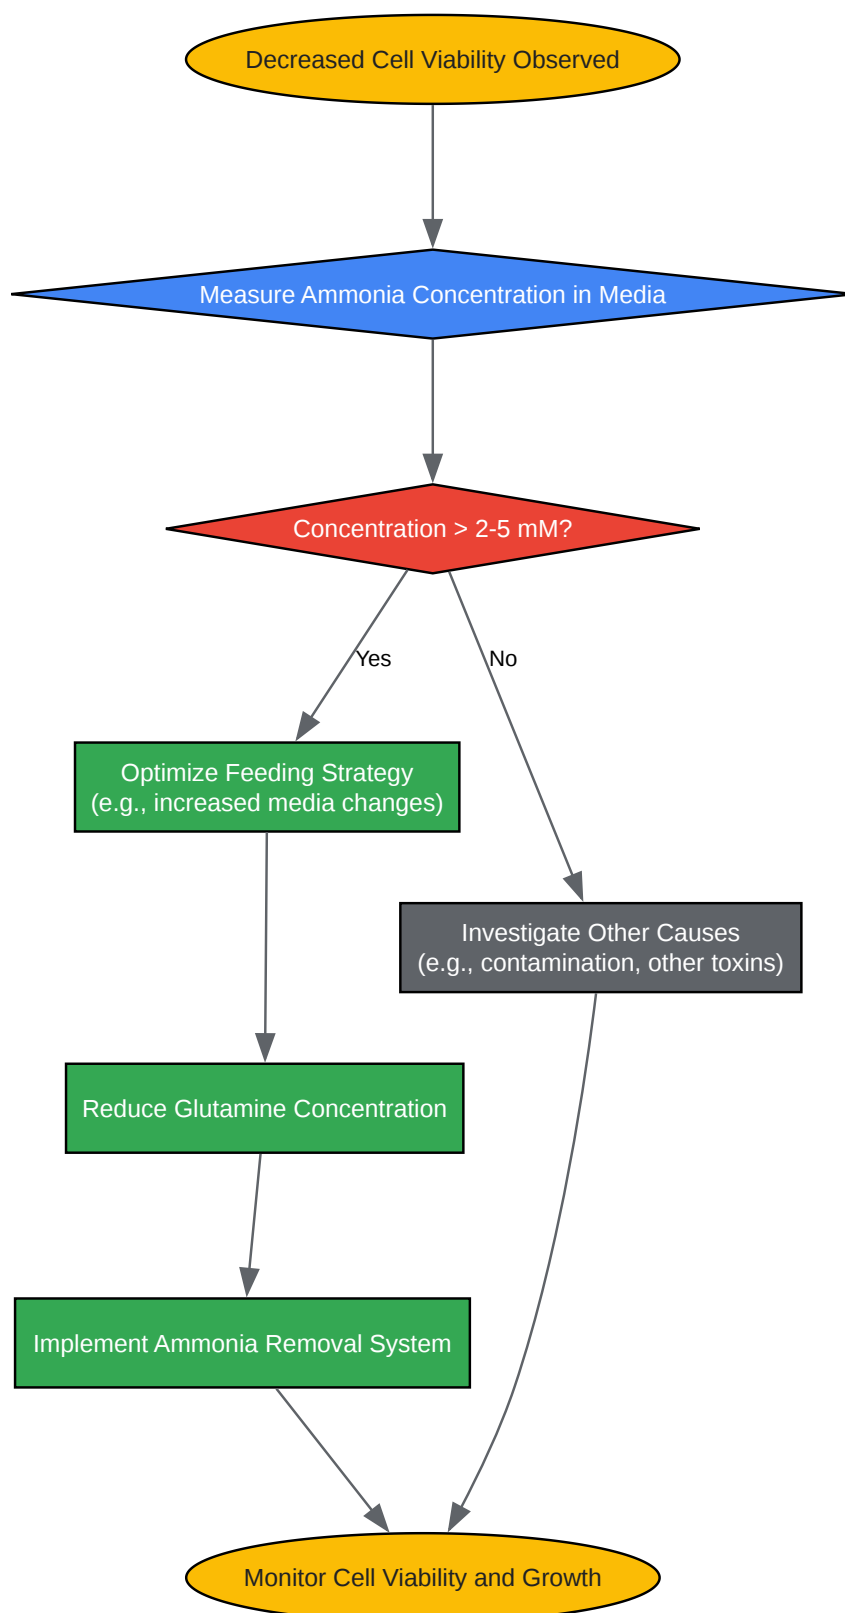 Decreased Cell Viability Observed
Measure Ammonia Concentration in Media
Concentration > 2-5 mM?
Yes
No
Optimize Feeding Strategy
(e.g., increased media changes)
Investigate Other Causes
(e.g., contamination, other toxins)
Reduce Glutamine Concentration
Implement Ammonia Removal System
Monitor Cell Viability and Growth